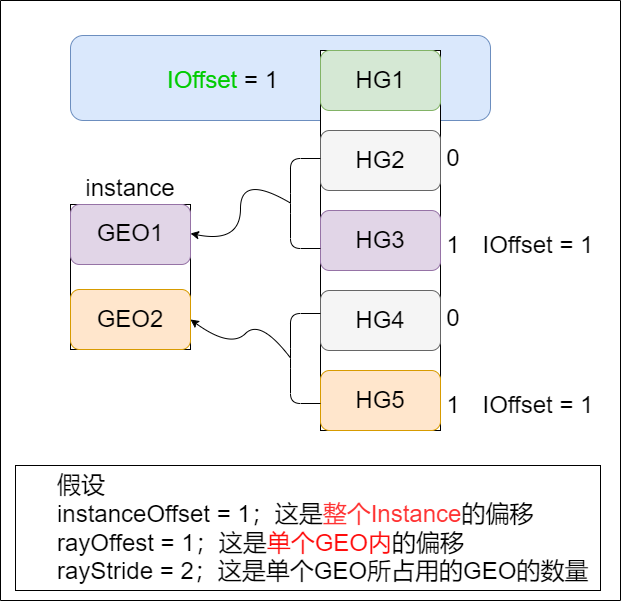 IOffset = 1
HG1
HG2
0
instance
GEO1
HG3
1
IOffset = 1
GEO2
HG4
0
HG5
1
IOffset = 1
假设
instanceOffset = 1；这是整个Instance的偏移
rayOffest = 1；这是单个GEO内的偏移
rayStride = 2；这是单个GEO所占用的GEO的数量